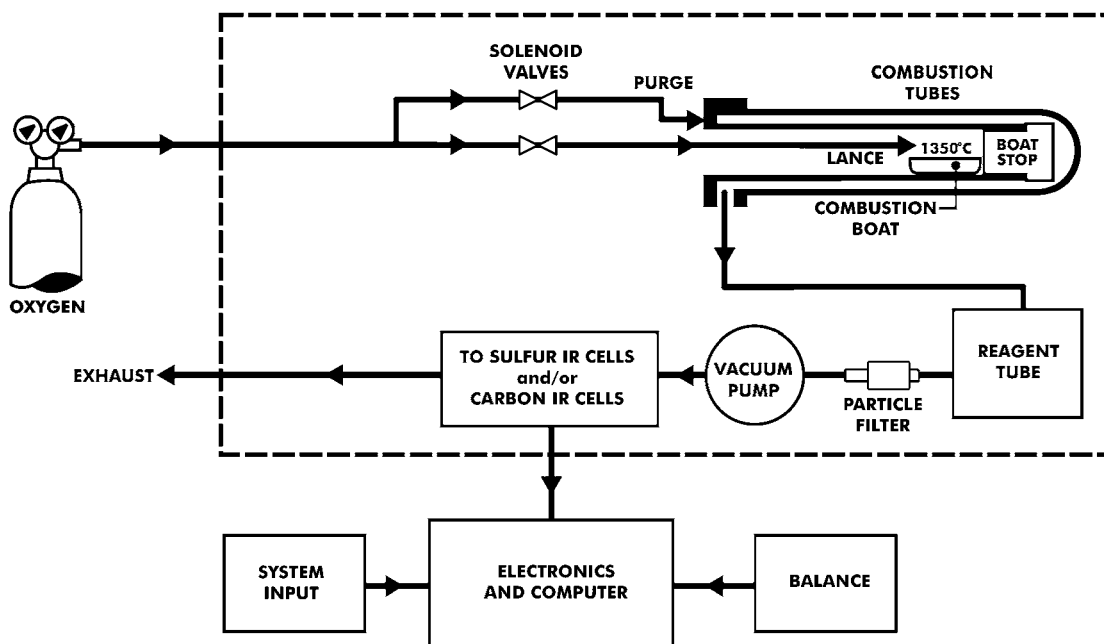 SOLENOID
VALVES
PURGE
COMBUSTION
TUBES
LANCE
1350°C
BOAT
STOP
COMBUSTION
BOAT
OXYGEN
EXHAUST
TO SULFUR IR CELLS
and/or
CARBON IR CELLS
VACUUM
PUMP
PARTICLE
FILTER
REAGENT
TUBE
SYSTEM
INPUT
ELECTRONICS
AND COMPUTER
BALANCE